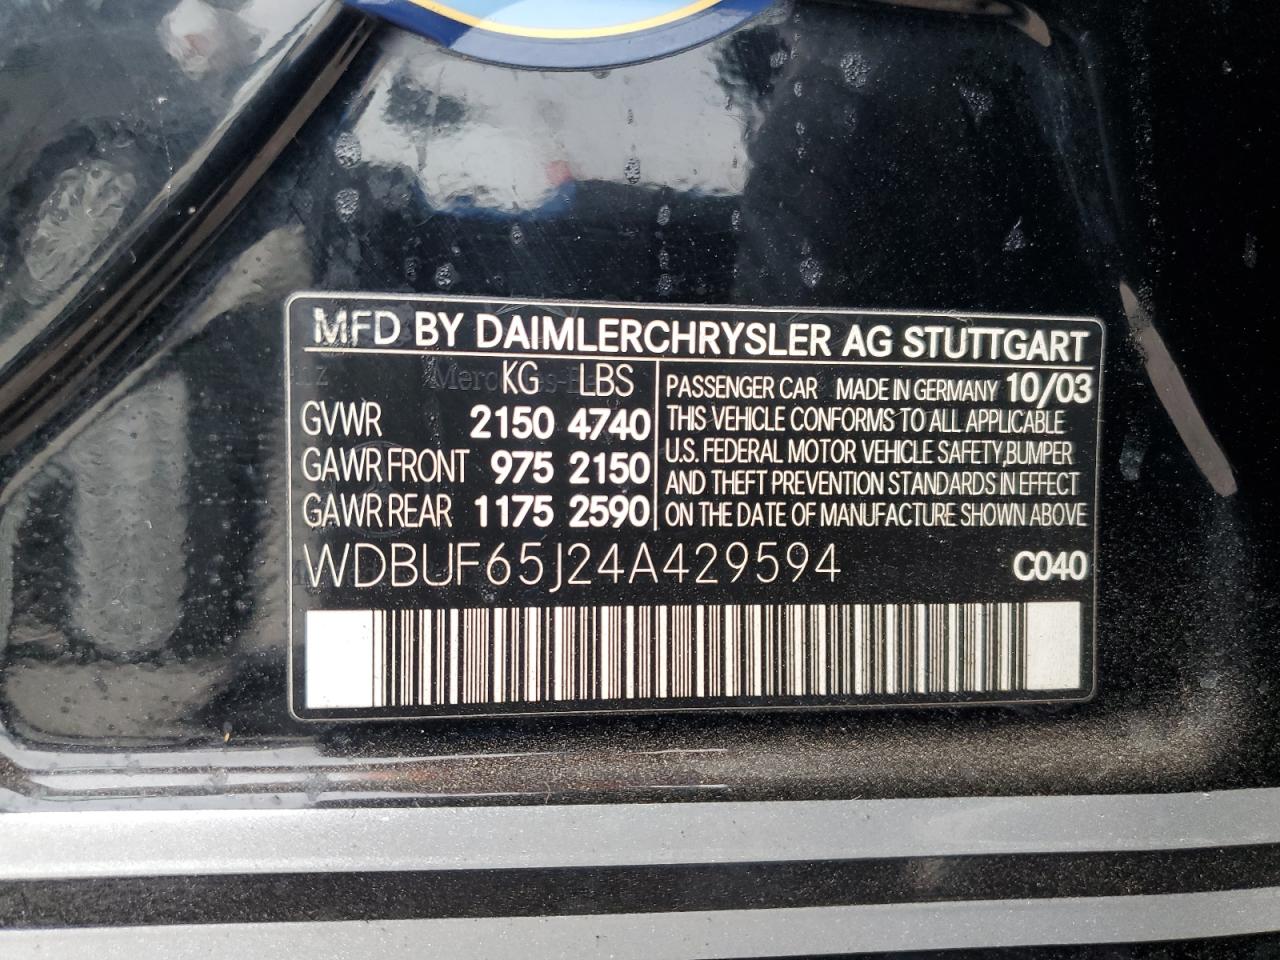 MFD BY DAIMLERCHRYSLER AG STUTTGART
KG LBS
GVWR 2150 4740
GAWR FRONT 975 2150
GAWR REAR 1175 2590
PASSENGER CAR MADE IN GERMANY 10/03
THIS VEHICLE CONFORMS TO ALL APPLICABLE
U.S. FEDERAL MOTOR VEHICLE SAFETY,BUMPER
AND THEFT PREVENTION STANDARDS IN EFFECT
ON THE DATE OF MANUFACTURE SHOWN ABOVE
WDBUF65J24A429594 C040